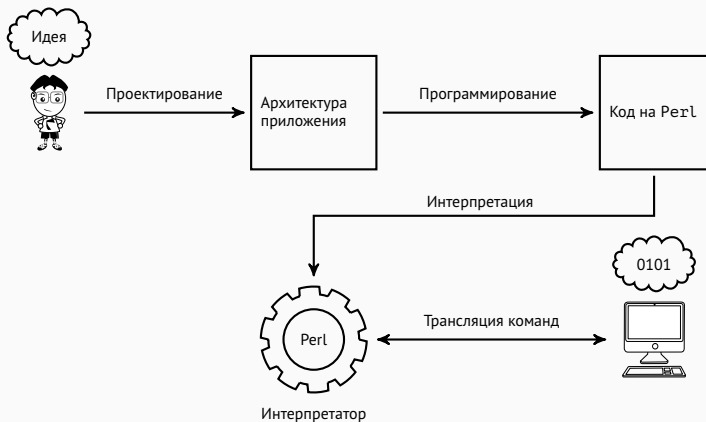 Идея
Проектирование
Архитектура
приложения
Программирование
Код на Perl
Интерпретация
0101
Perl
Трансляция команд
Интерпретатор